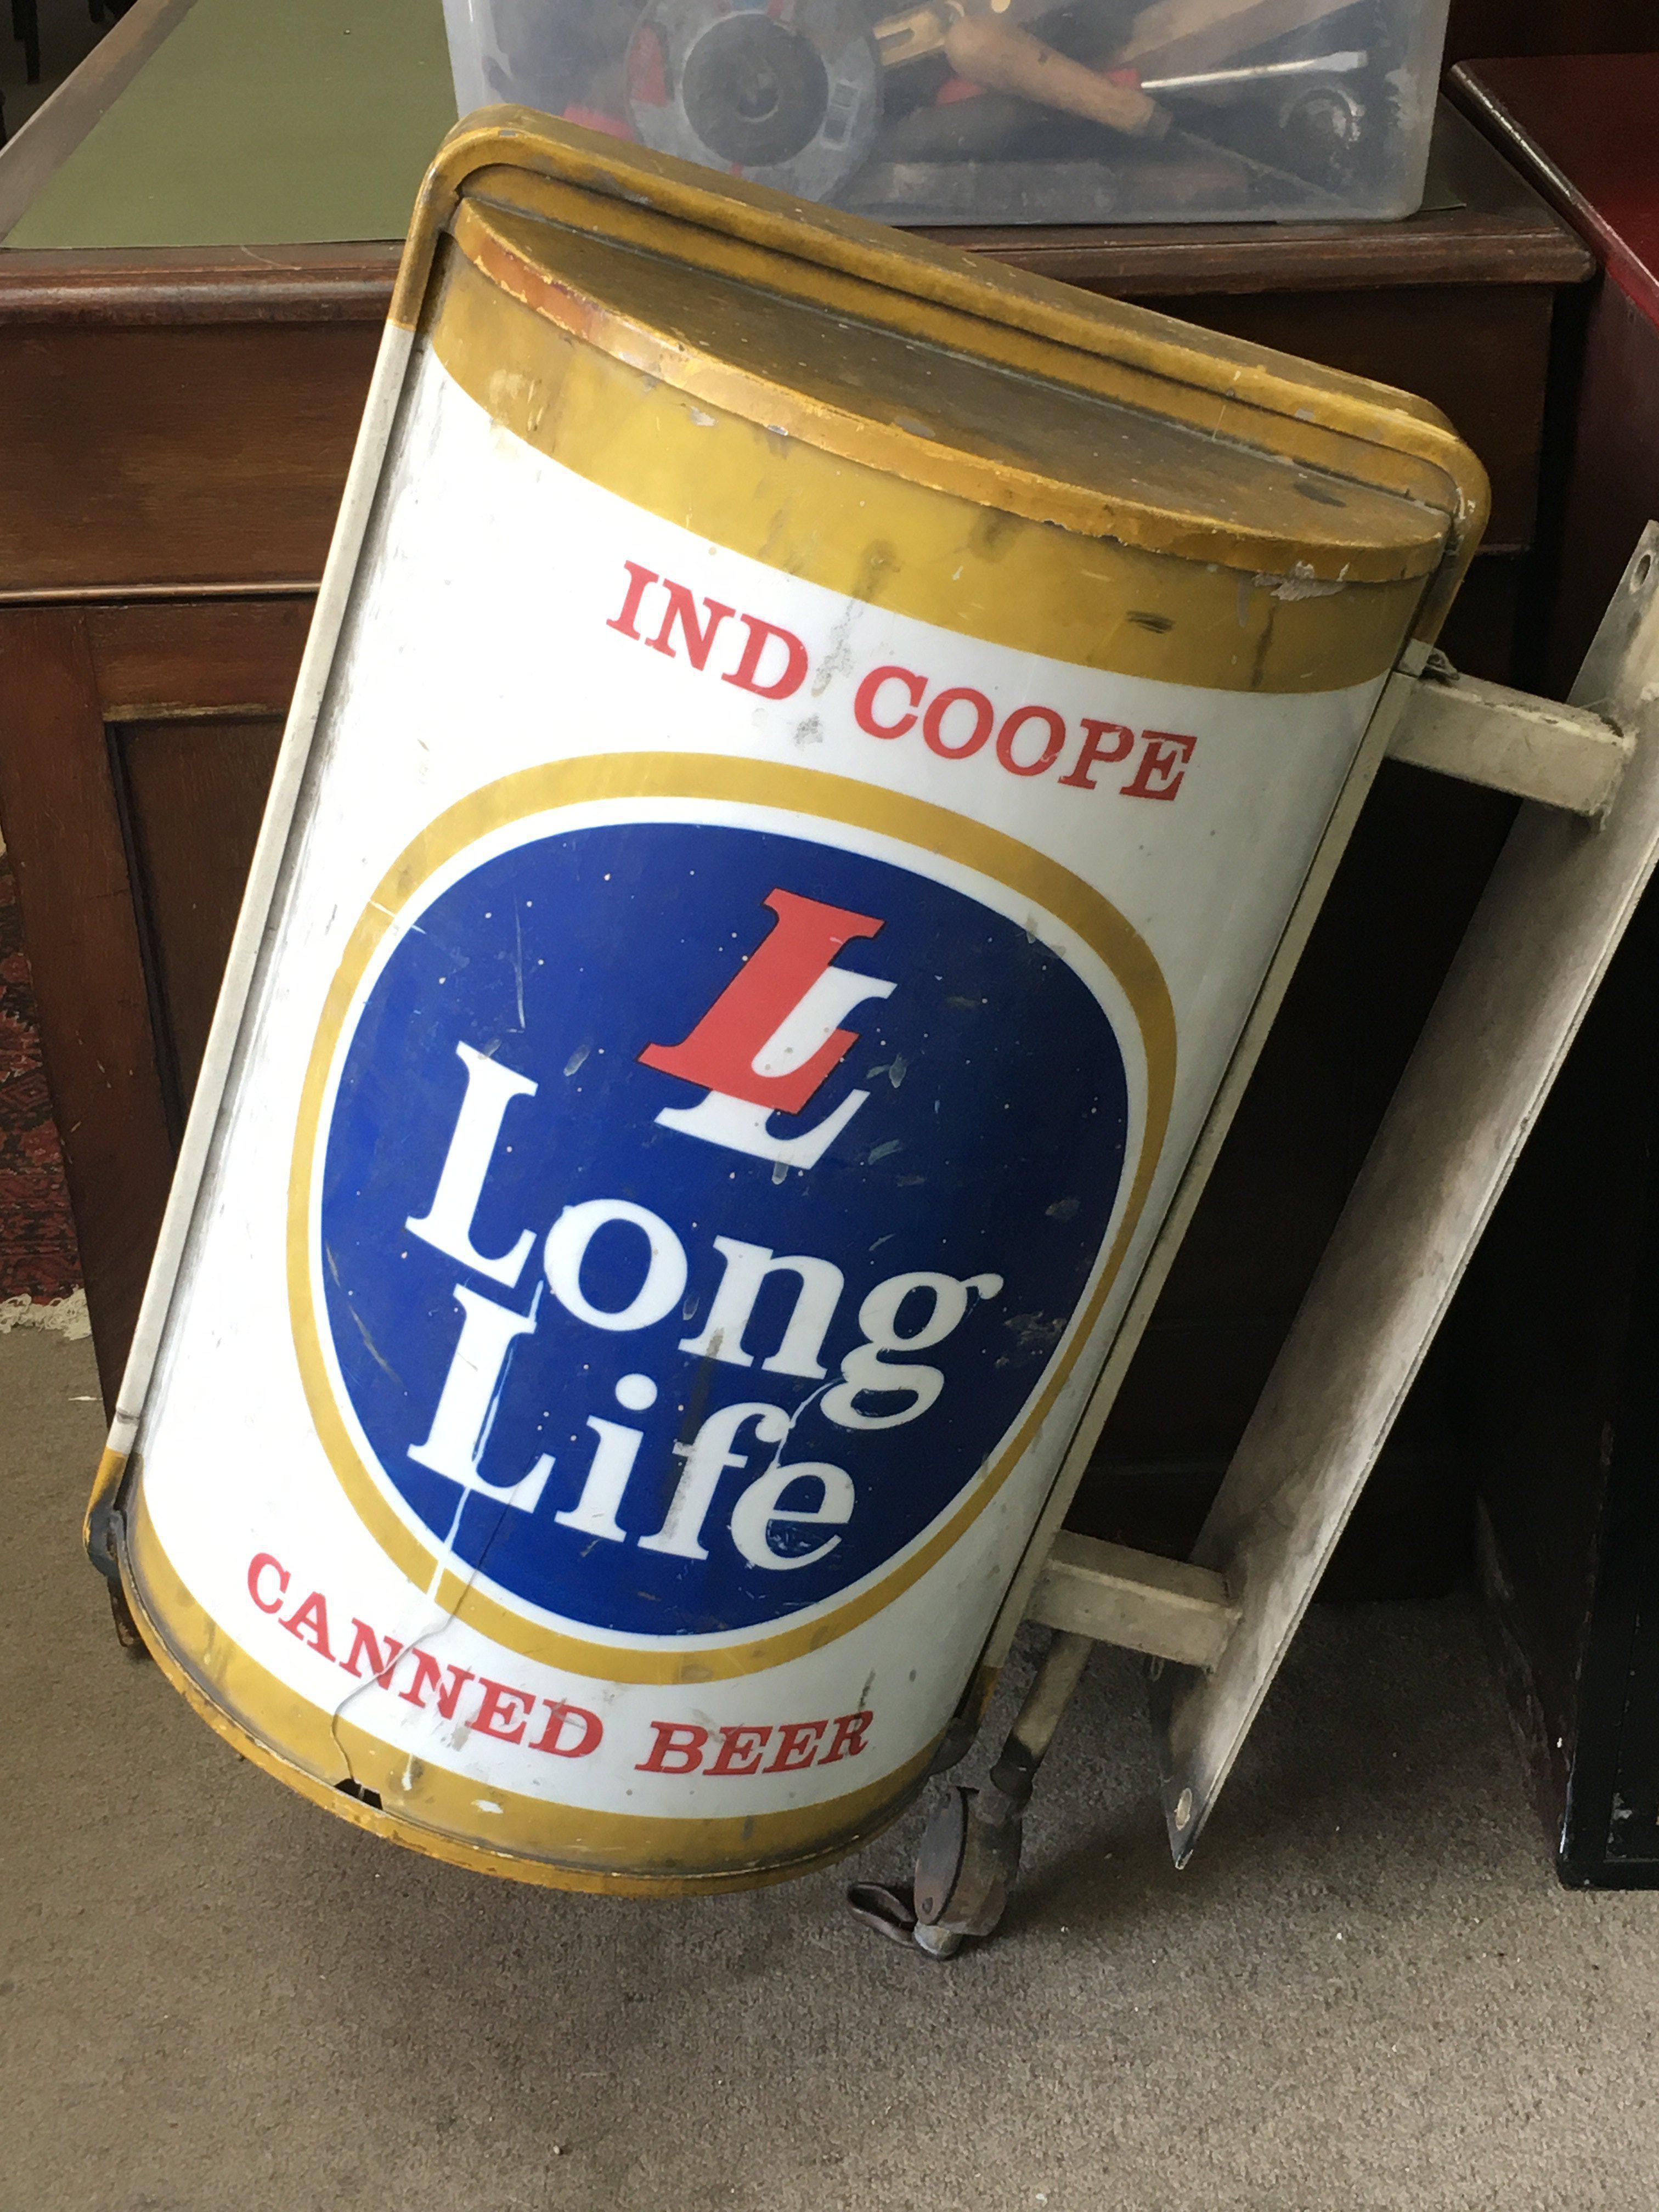 IND COOPE
LL
Long
Life
CANNED BEER